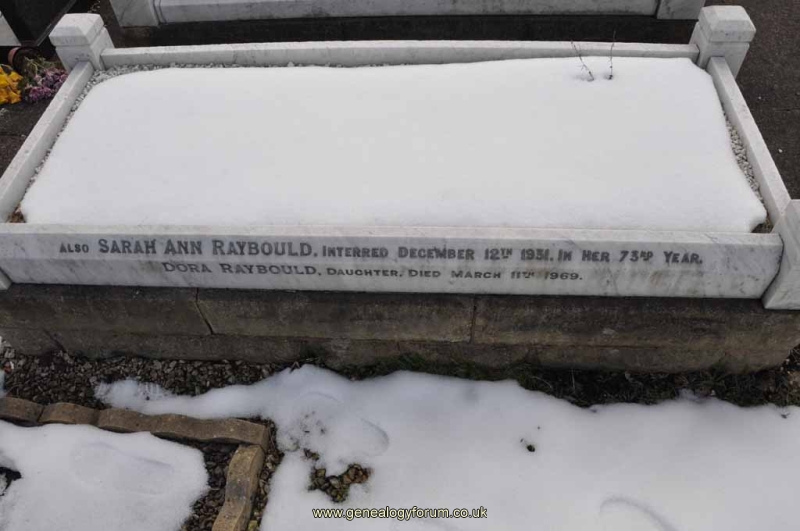 ALSO SARAH ANN RAYBOULD, INTERRED DECEMBER 12TH 1931, IN HER 73RD YEAR.
DORA RAYBOULD, DAUGHTER, DIED MARCH 11TH 1969.
www.genealogyforum.co.uk